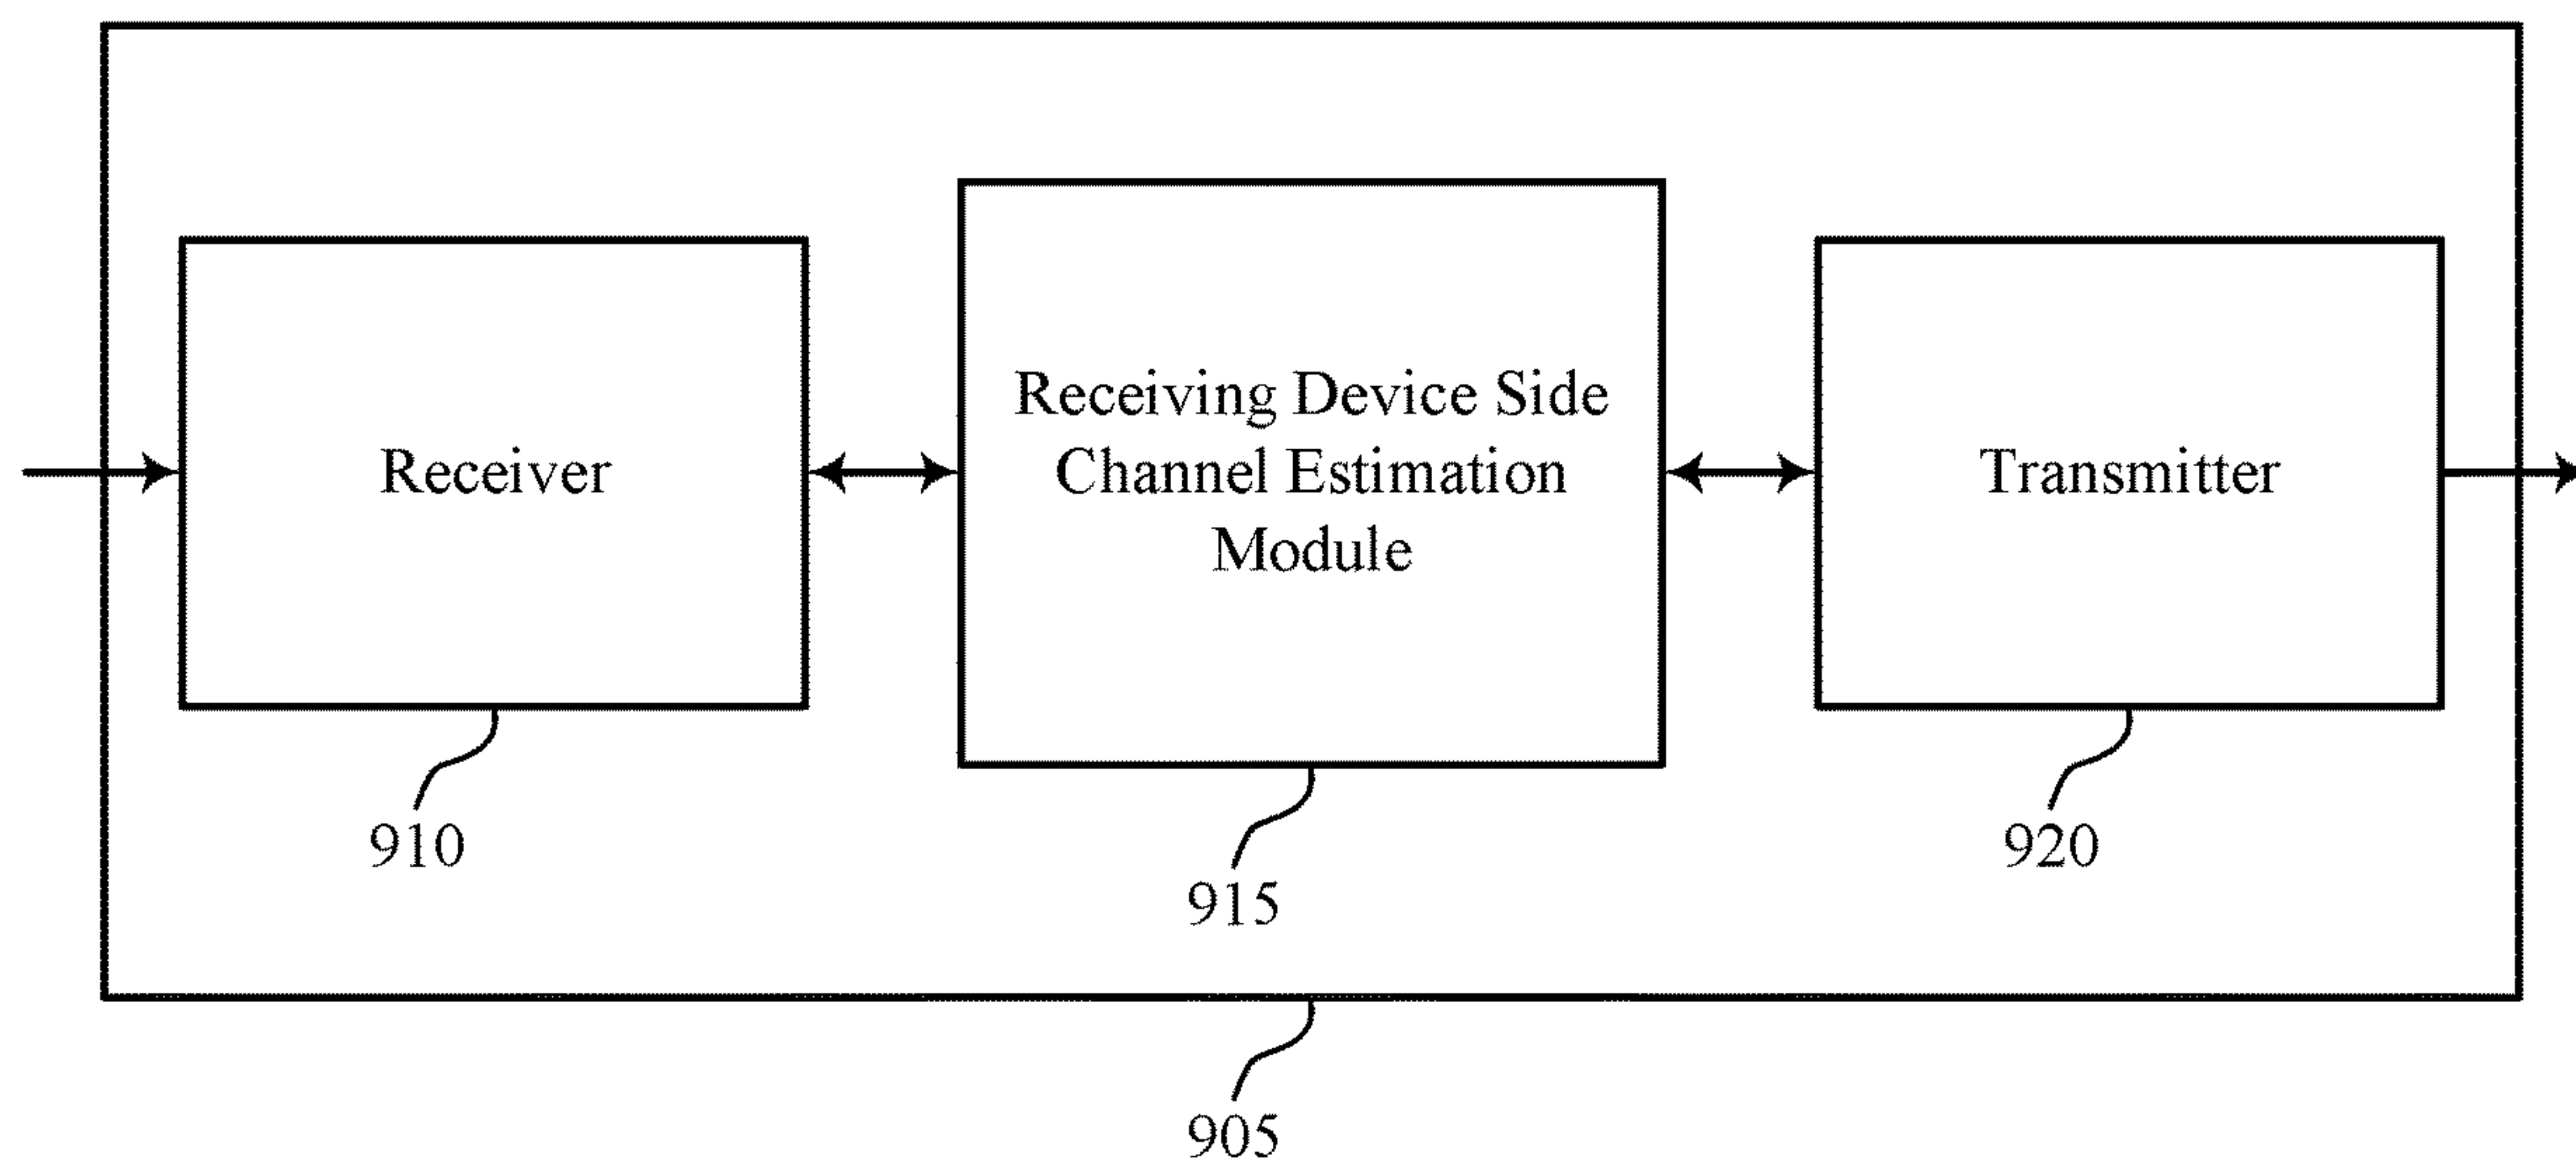 Receiver
Receiving Device Side
Channel Estimation
Module
Transmitter
910
915
920
905